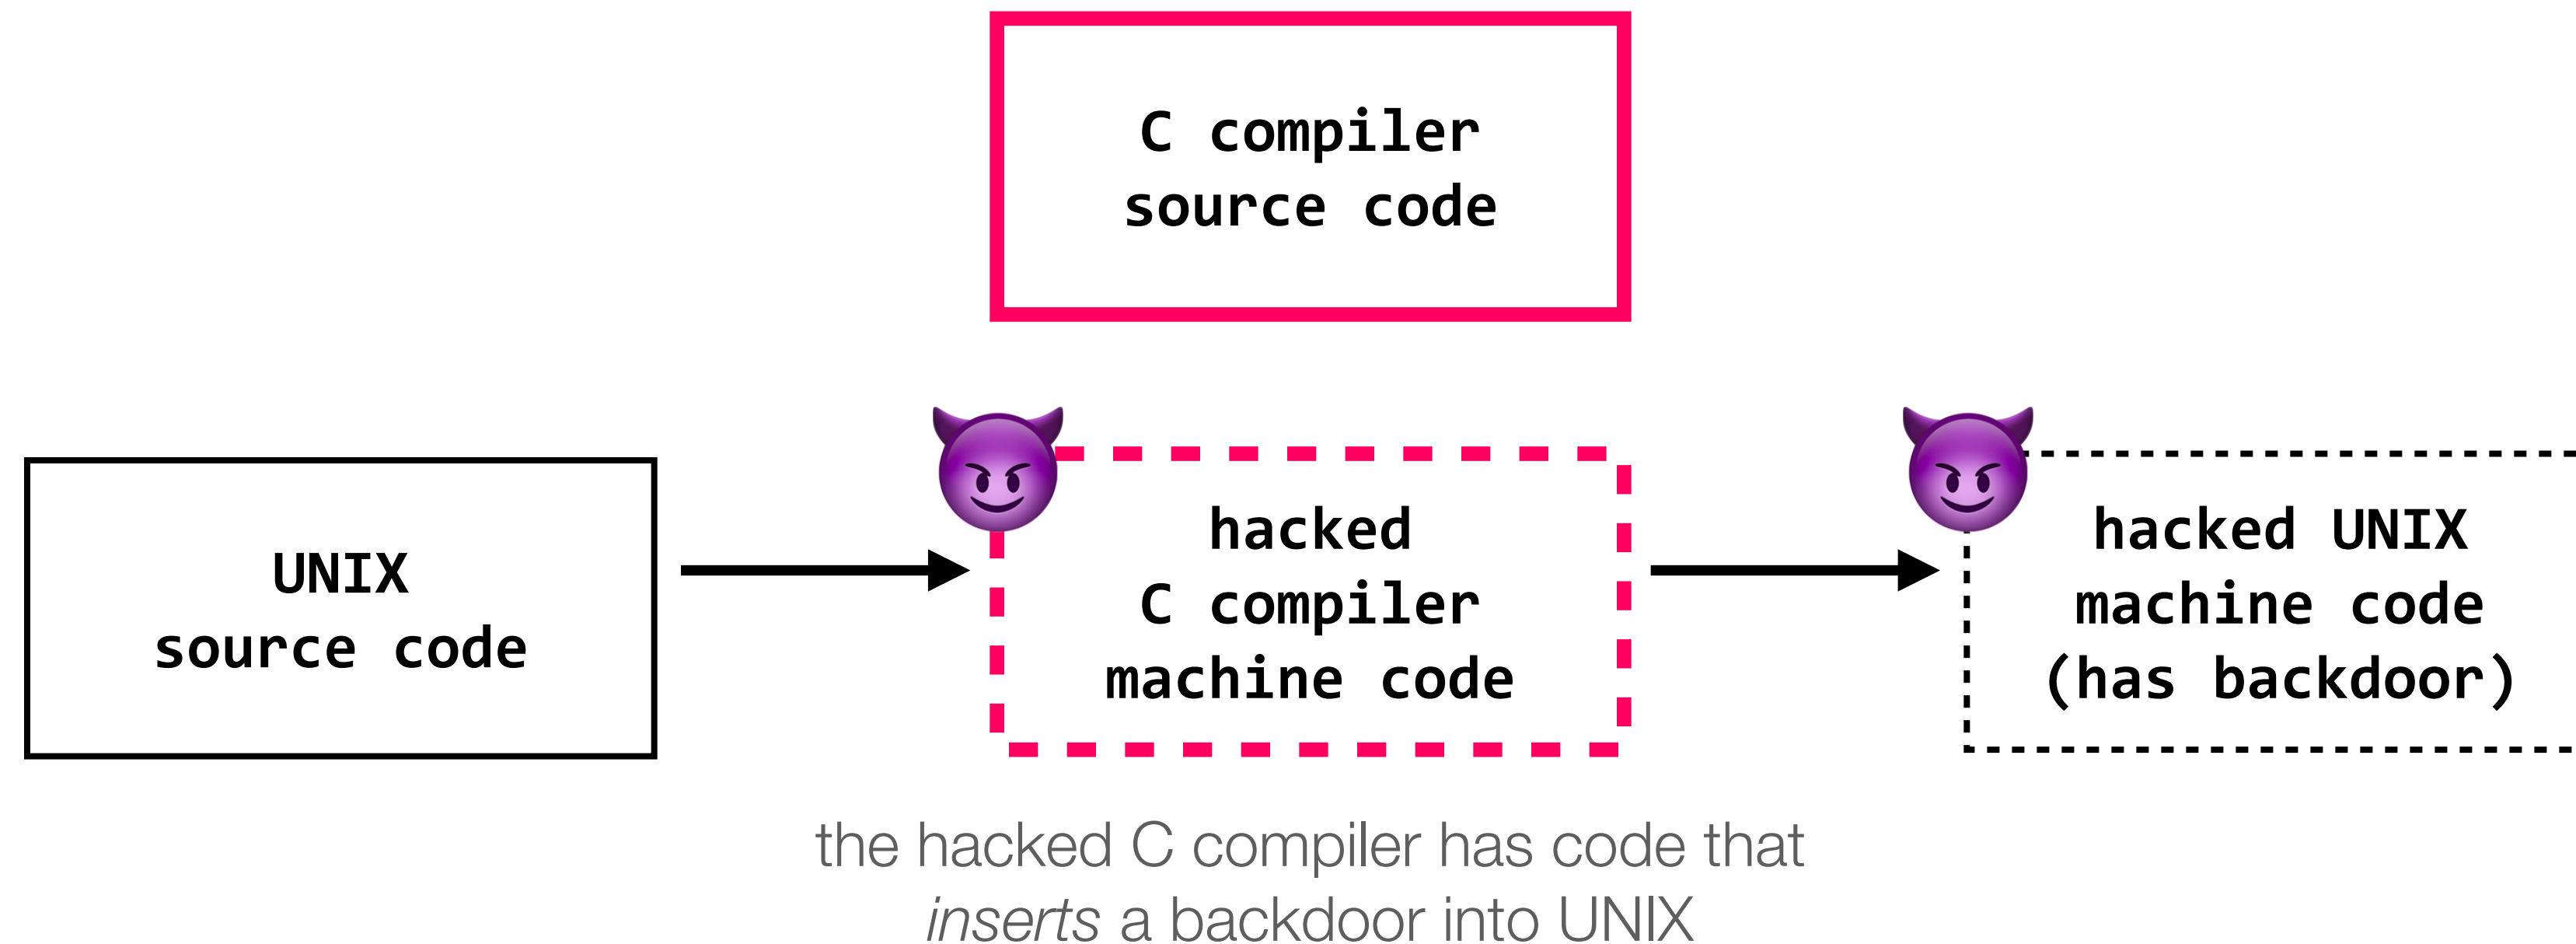 C compiler
source code
UNIX
source code
hacked
C compiler
machine code
hacked UNIX
machine code
(has backdoor)
the hacked C compiler has code that
inserts a backdoor into UNIX